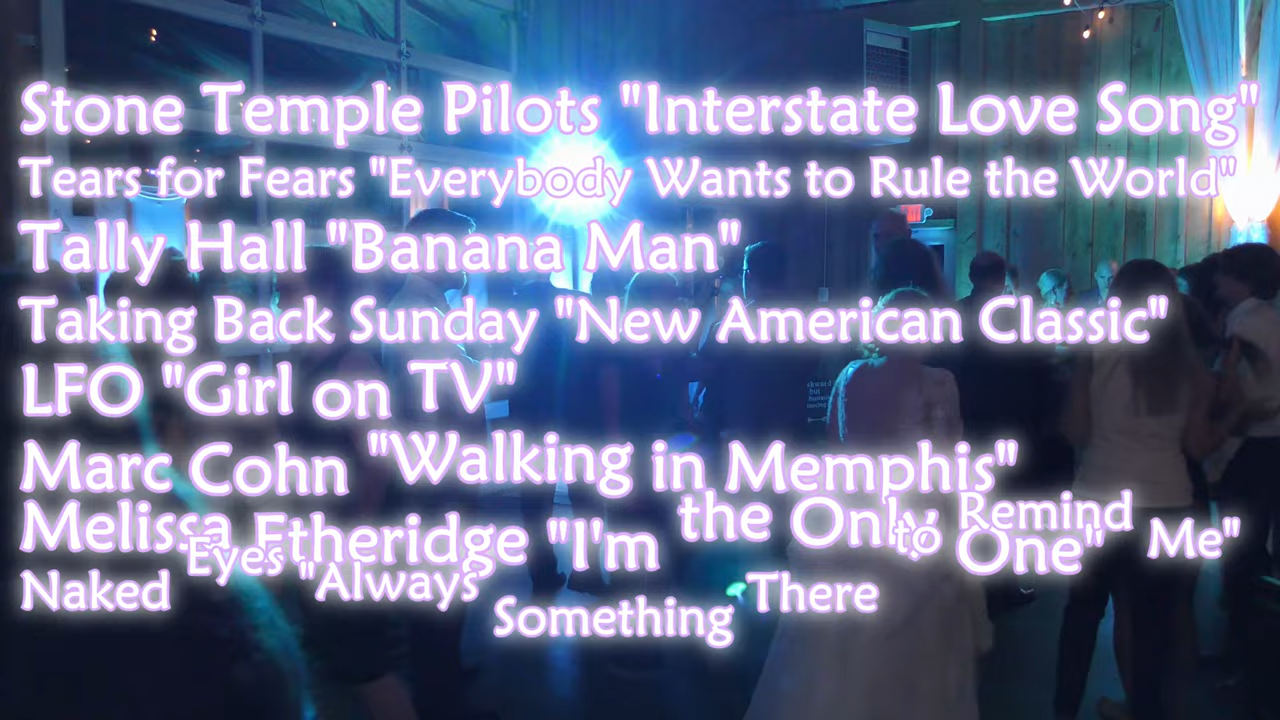 Stone Temple Pilots "Interstate Love Song"
Tears for Fears "Everybody Wants to Rule the World"
Tally Hall "Banana Man"
Taking Back Sunday "New American Classic"
LFO "Girl on TV"
Marc Cohn "Walking in Memphis"
Melissa Etheridge "I'm the Only One"
Naked Eyes "Always Something There to Remind Me"